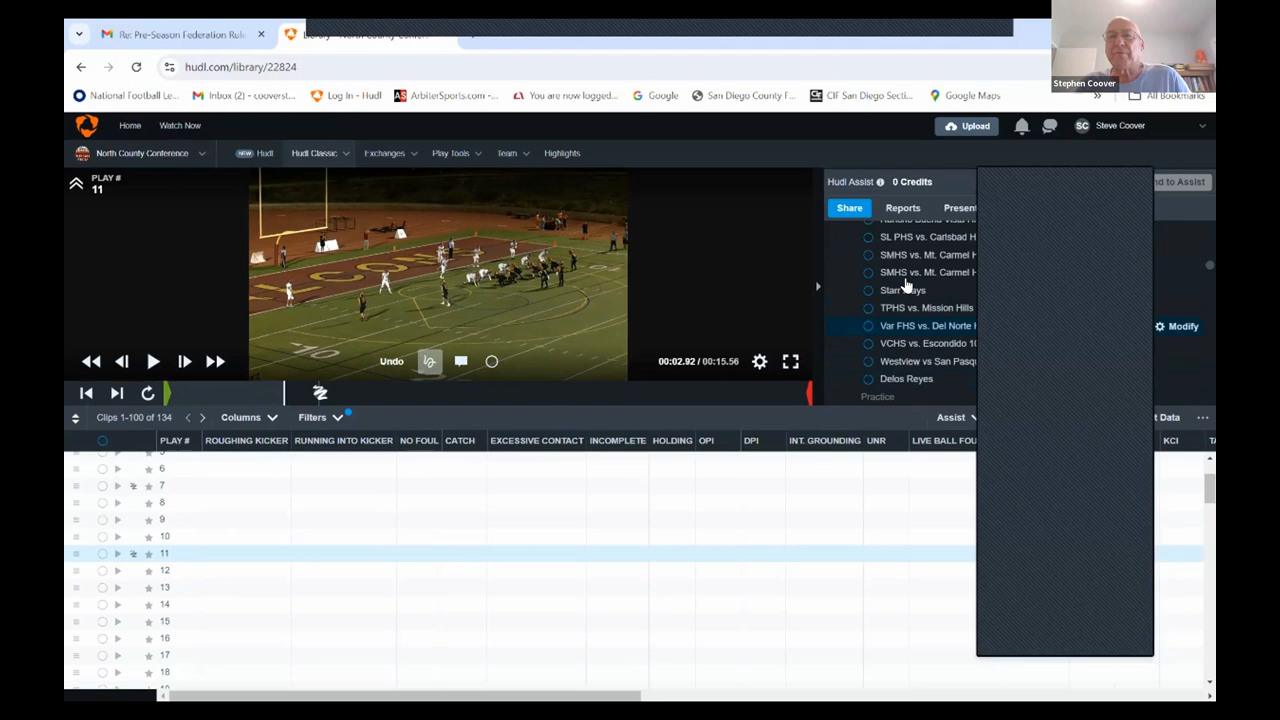 Re: Pre-Season Federation Rul
hudl.com/library/22824
Stephen Coover
National Football Le...
Inbox (2) - cooverst...
Log In - Hudl
ArbiterSports.com -...
You are now logged...
Google
San Diego County F...
CIF San Diego Secti...
Google Maps
»
All Bookmarks
Home
Watch Now
Upload
SC
Steve Coover
North County Conference
NEW Hudl
Hudl Classic
Exchanges
Play Tools
Team
Highlights
PLAY #
11
Hudl Assist
0 Credits
nd to Assist
Share
Reports
Present
SL PHS vs. Carlsbad H
SMHS vs. Mt. Carmel H
SMHS vs. Mt. Carmel H
TPHS vs. Mission Hills
Var FHS vs. Del Norte H
Modify
VCHS vs. Escondido 10
Westview vs San Pasqu
Delos Reyes
Practice
Undo
00:02.92 / 00:15.56
Clips 1-100 of 134
Columns
Filters
Assist
t Data
...
PLAY # ROUGHING KICKER RUNNING INTO KICKER NO FOUL CATCH EXCESSIVE CONTACT INCOMPLETE HOLDING OPI DPI INT. GROUNDING UNR LIVE BALL FOU KCI TA
6
7
8
9
10
11
12
13
14
15
16
17
18